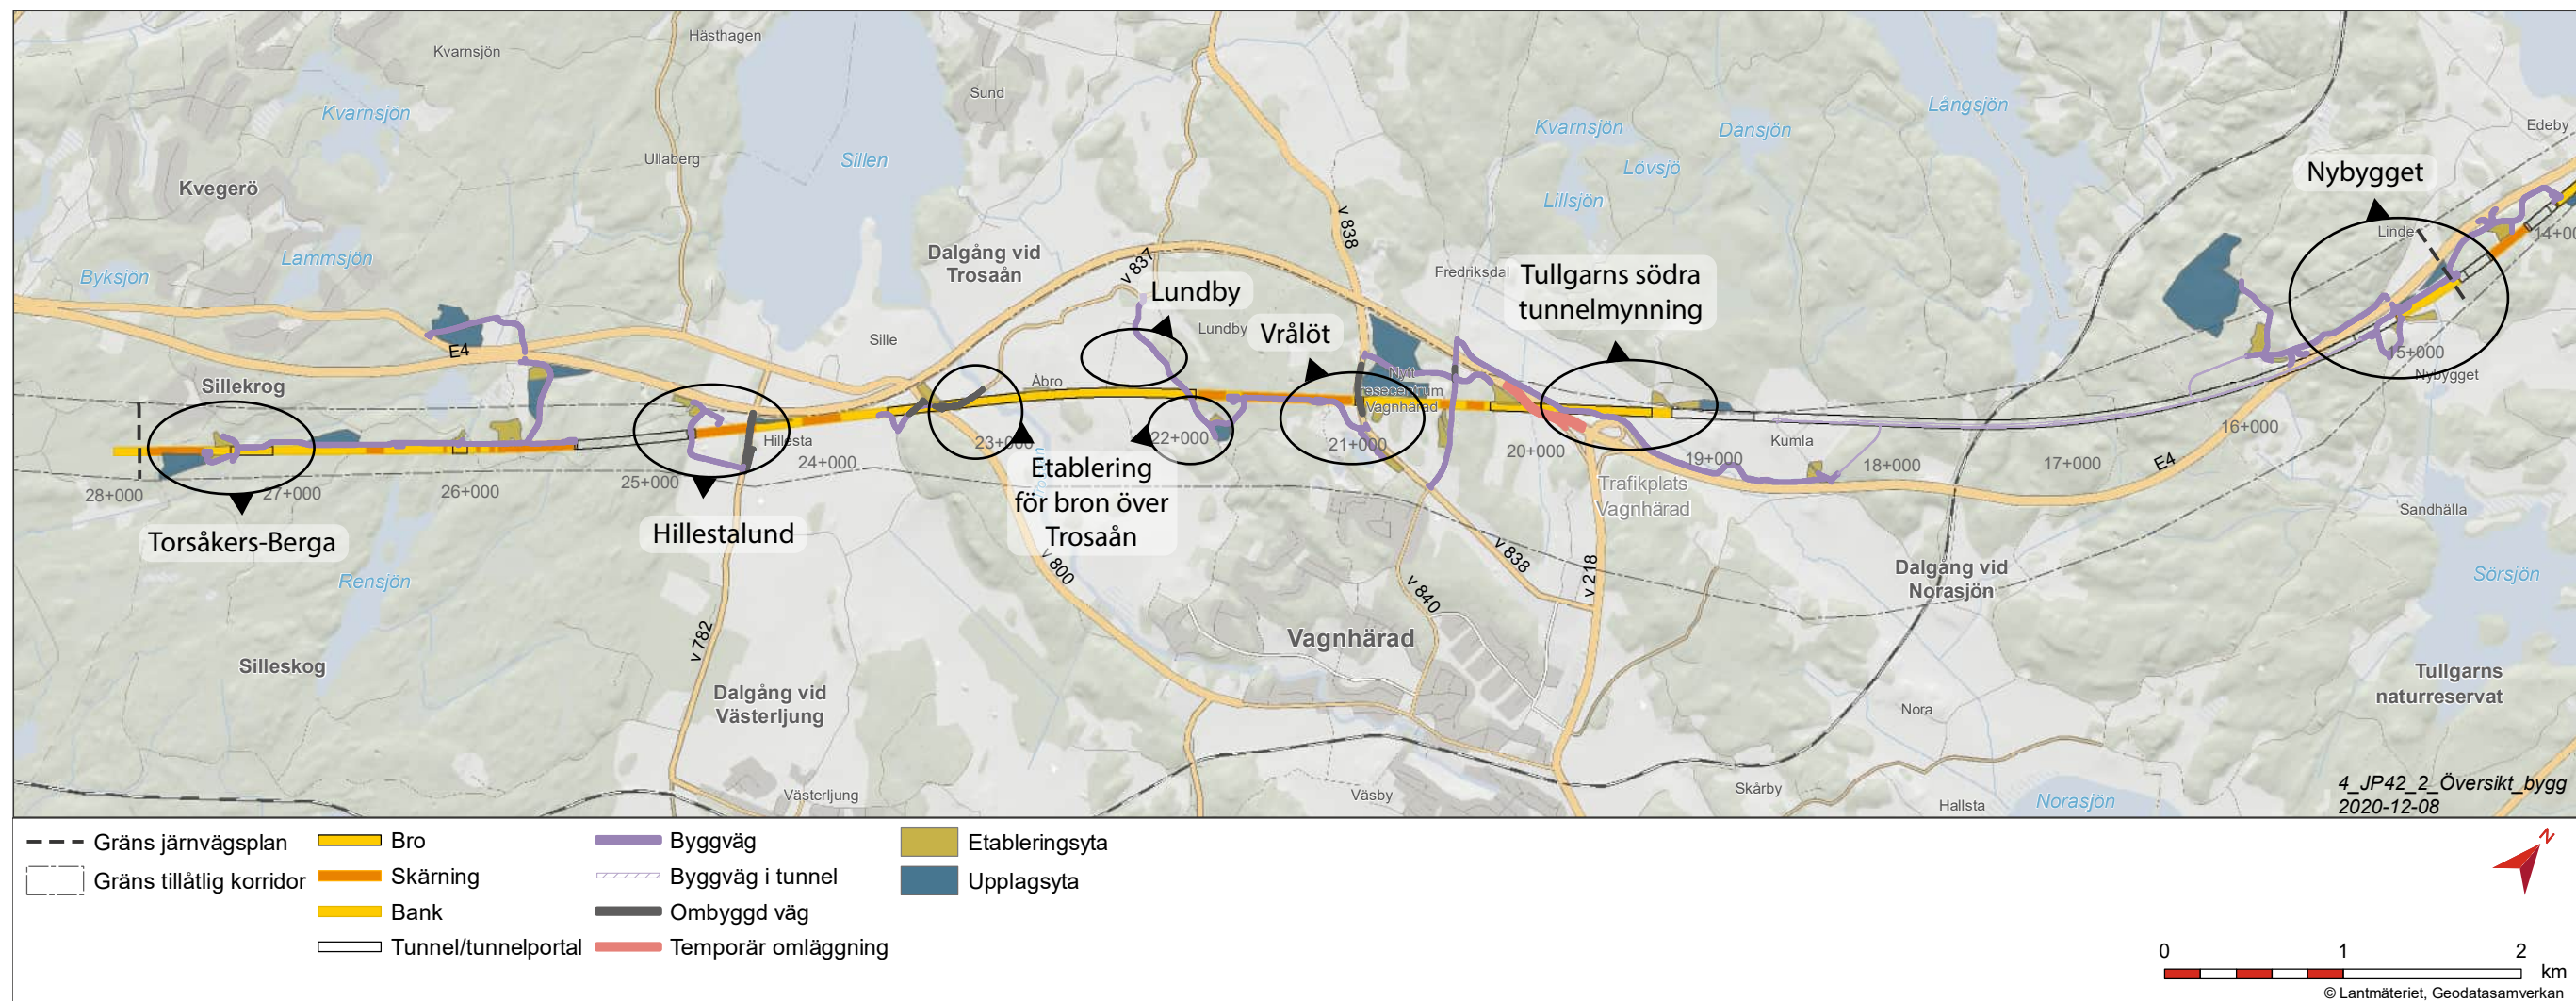 Hästhagen
Kvarnsjön
Sund
Kvarnsjön
Långsjön
Kvarnsjön
Dansjön
Edeby
Ullaberg
Sillen
Lövsjö
Nybygget
Kvegerö
Lillsjön
v 838
Linde
14+00
Lammsjön
Byksjön
Dalgång vid
Trosaån
v 837
Fredriksdal
Tullgarns södra
tunnelmynning
Lundby
Lundby
Vrålöt
E4
Sille
15+000
Nybygget
Sillekrog
Åbro
Nytt
resecentrum
Vagnhärad
Hillesta
23+000
22+000
21+000
20+000
Kumla
16+000
28+000
27+000
26+000
25+000
24+000
19+000
18+000
17+000
E4
Etablering
för bron över
Trosaån
Trafikplats
Vagnhärad
Sandhälla
Torsåkers-Berga
Hillestalund
Rensjön
v 800
v 838
v 218
v 840
Dalgång vid
Norasjön
Sörsjön
v 782
Vagnhärad
Silleskog
Dalgång vid
Västerljung
Tullgarns
naturreservat
Nora
Västerljung
Väsby
Skårby
Hallsta
Norasjön
4_JP42_2_Översikt_bygg
2020-12-08
Gräns järnvägsplan
Gräns tillåtlig korridor
Bro
Skärning
Bank
Tunnel/tunnelportal
Byggväg
Byggväg i tunnel
Ombyggd väg
Temporär omläggning
Etableringsyta
Upplagsyta
N
0 1 2
km
© Lantmäteriet, Geodatasamverkan